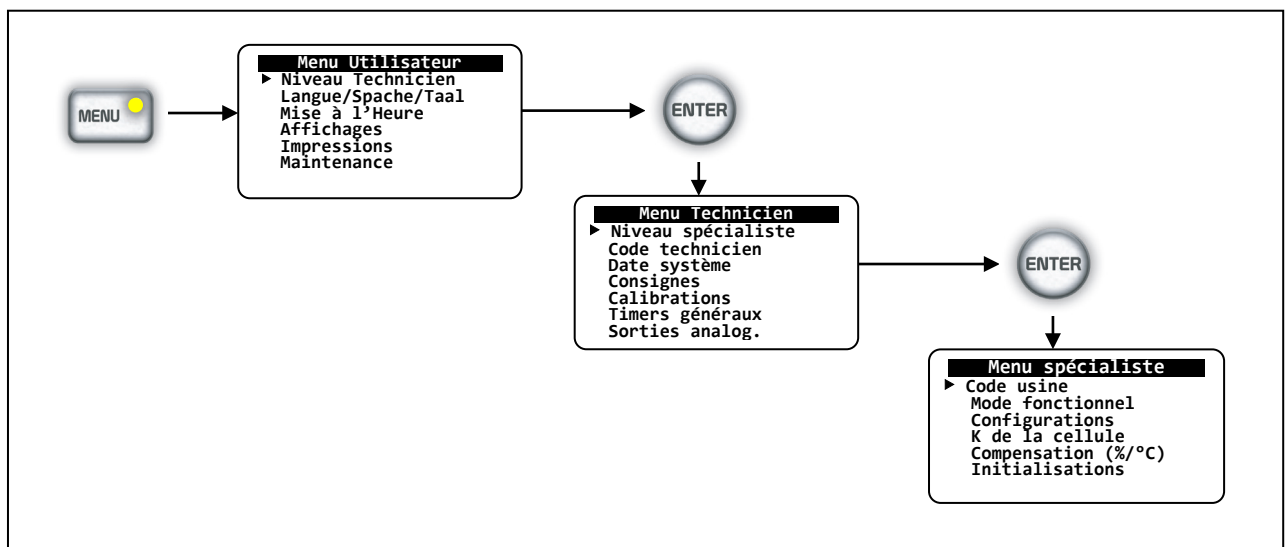 MENU
Menu Utilisateur
Niveau Technicien
Langue/Spache/Taal
Mise à l’Heure
Affichages
Impressions
Maintenance
ENTER
Menu Technicien
Niveau spécialiste
Code technicien
Date système
Consignes
Calibrations
Timers généraux
Sorties analog.
ENTER
Menu spécialiste
Code usine
Mode fonctionnel
Configurations
K de la cellule
Compensation (%/°C)
Initialisations